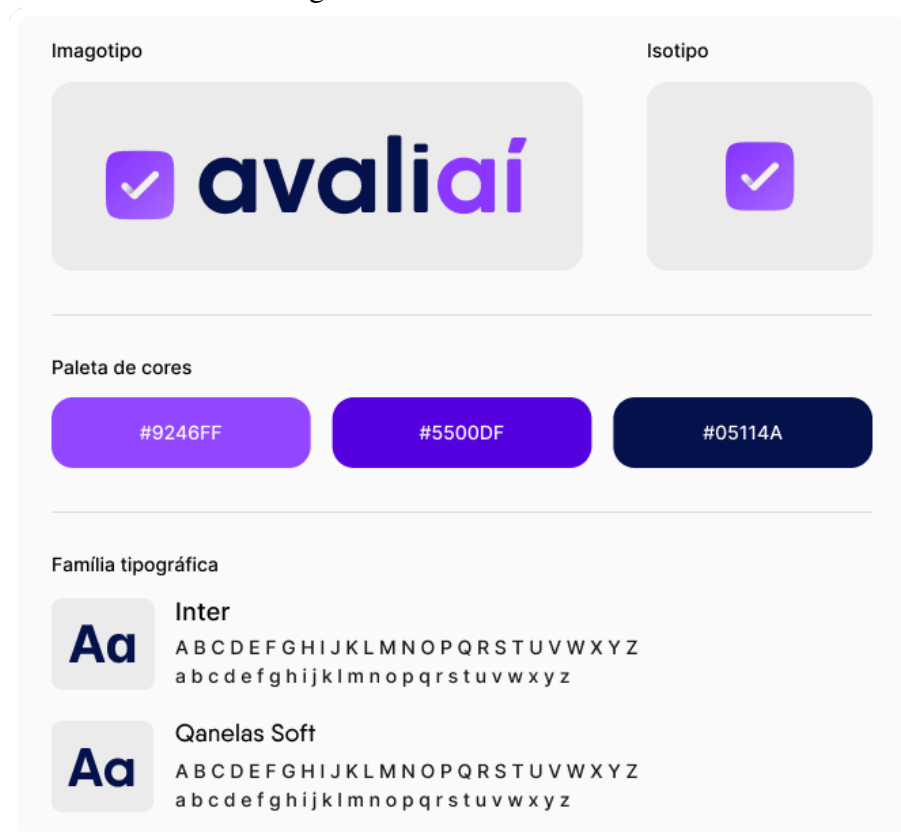 Imagotipo
Isotipo
avaliaí
Paleta de cores
#9246FF
#5500DF
#05114A
Família tipográfica
Aa
Inter
A B C D E F G H I J K L M N O P Q R S T U V W X Y Z
a b c d e f g h i j k l m n o p q r s t u v w x y z
Aa
Qanelas Soft
A B C D E F G H I J K L M N O P Q R S T U V W X Y Z
a b c d e f g h i j k l m n o p q r s t u v w x y z